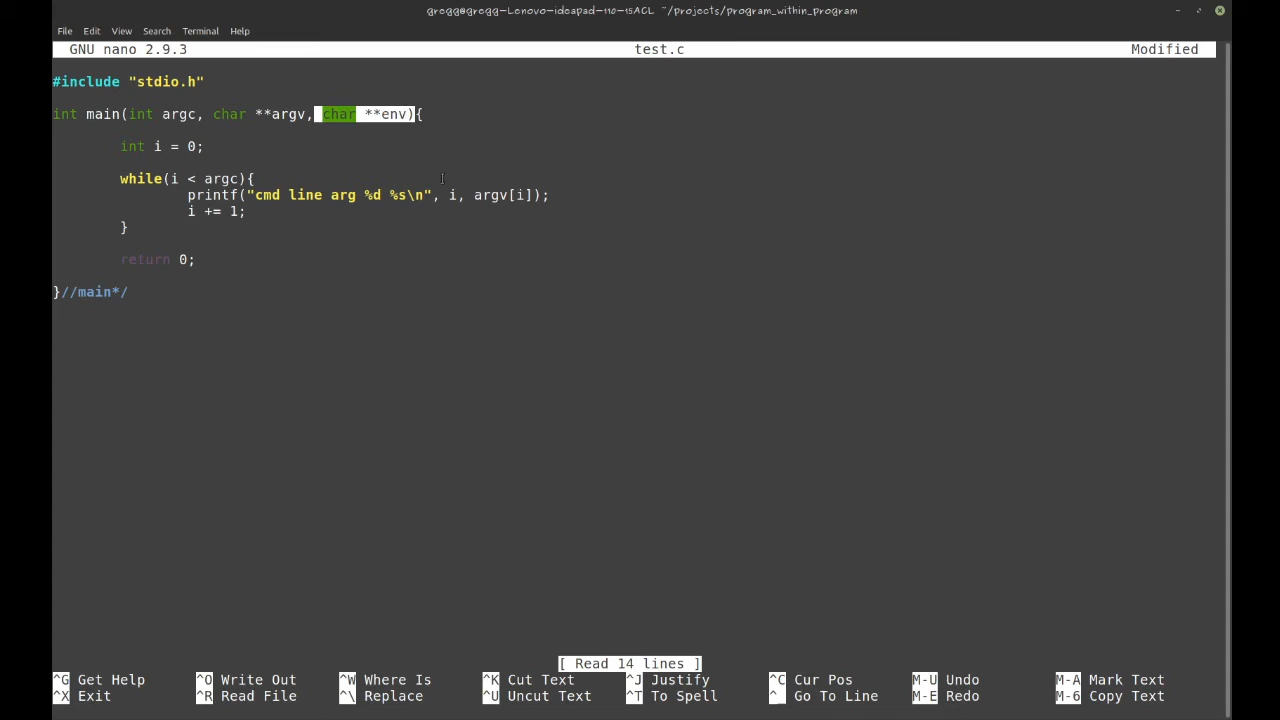 gregg@gregg-Lenovo-ideapad-110-15ACL ~/projects/program_within_program
File Edit View Search Terminal Help
GNU nano 2.9.3 test.c Modified
#include "stdio.h"
int main(int argc, char **argv, char **env){
int i = 0;
while(i < argc){
printf("cmd line arg %d %s\n", i, argv[i]);
i += 1;
}
return 0;
}//main*/
[ Read 14 lines ]
^G Get Help ^O Write Out ^W Where Is ^K Cut Text ^J Justify ^C Cur Pos M-U Undo M-A Mark Text
^X Exit ^R Read File ^\ Replace ^U Uncut Text ^T To Spell ^_ Go To Line M-E Redo M-6 Copy Text